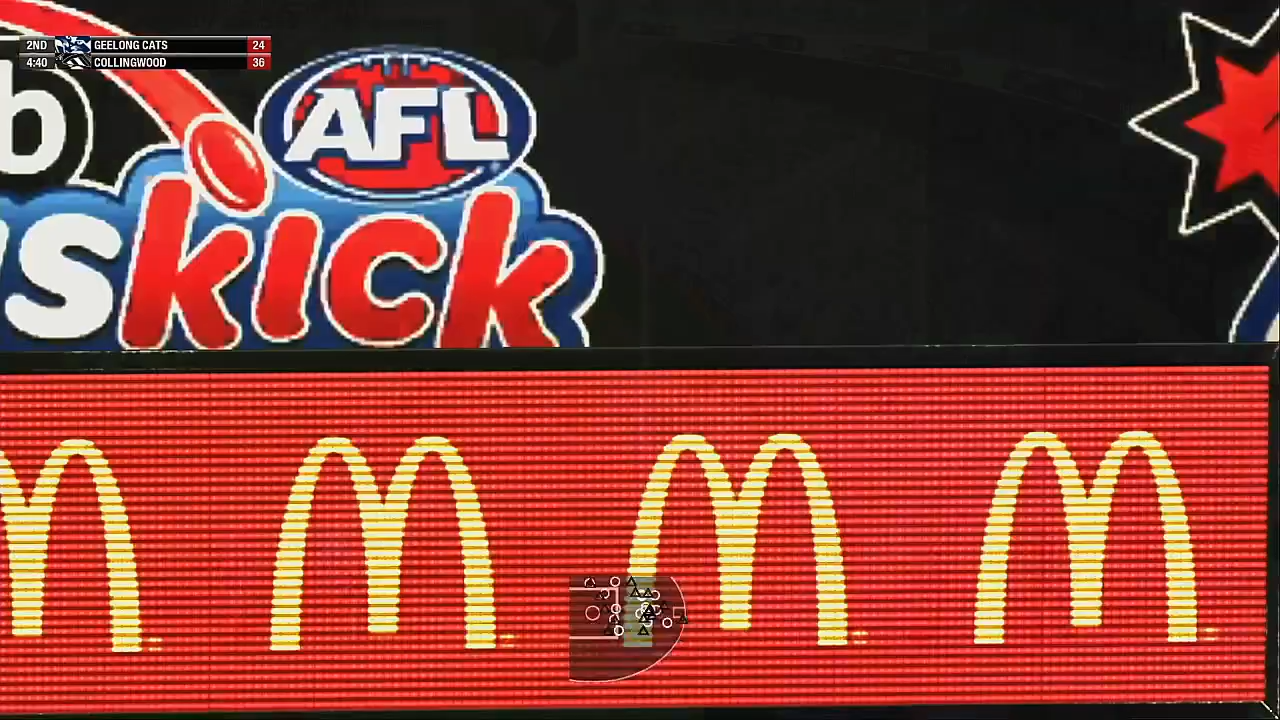 2ND GEELONG CATS 24
4:40 COLLINGWOOD 36
AFL
b
skick